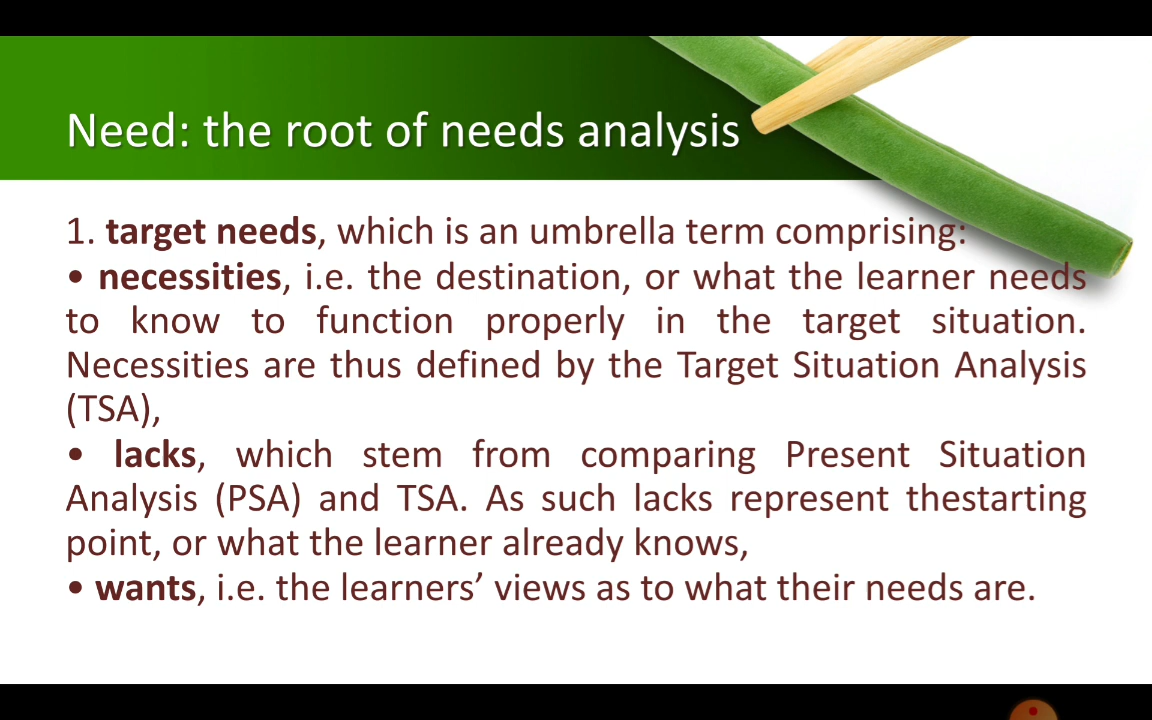 Need: the root of needs analysis
1. target needs, which is an umbrella term comprising:
• necessities, i.e. the destination, or what the learner needs
to know to function properly in the target situation.
Necessities are thus defined by the Target Situation Analysis
(TSA),
• lacks, which stem from comparing Present Situation
Analysis (PSA) and TSA. As such lacks represent thestarting
point, or what the learner already knows,
• wants, i.e. the learners’ views as to what their needs are.